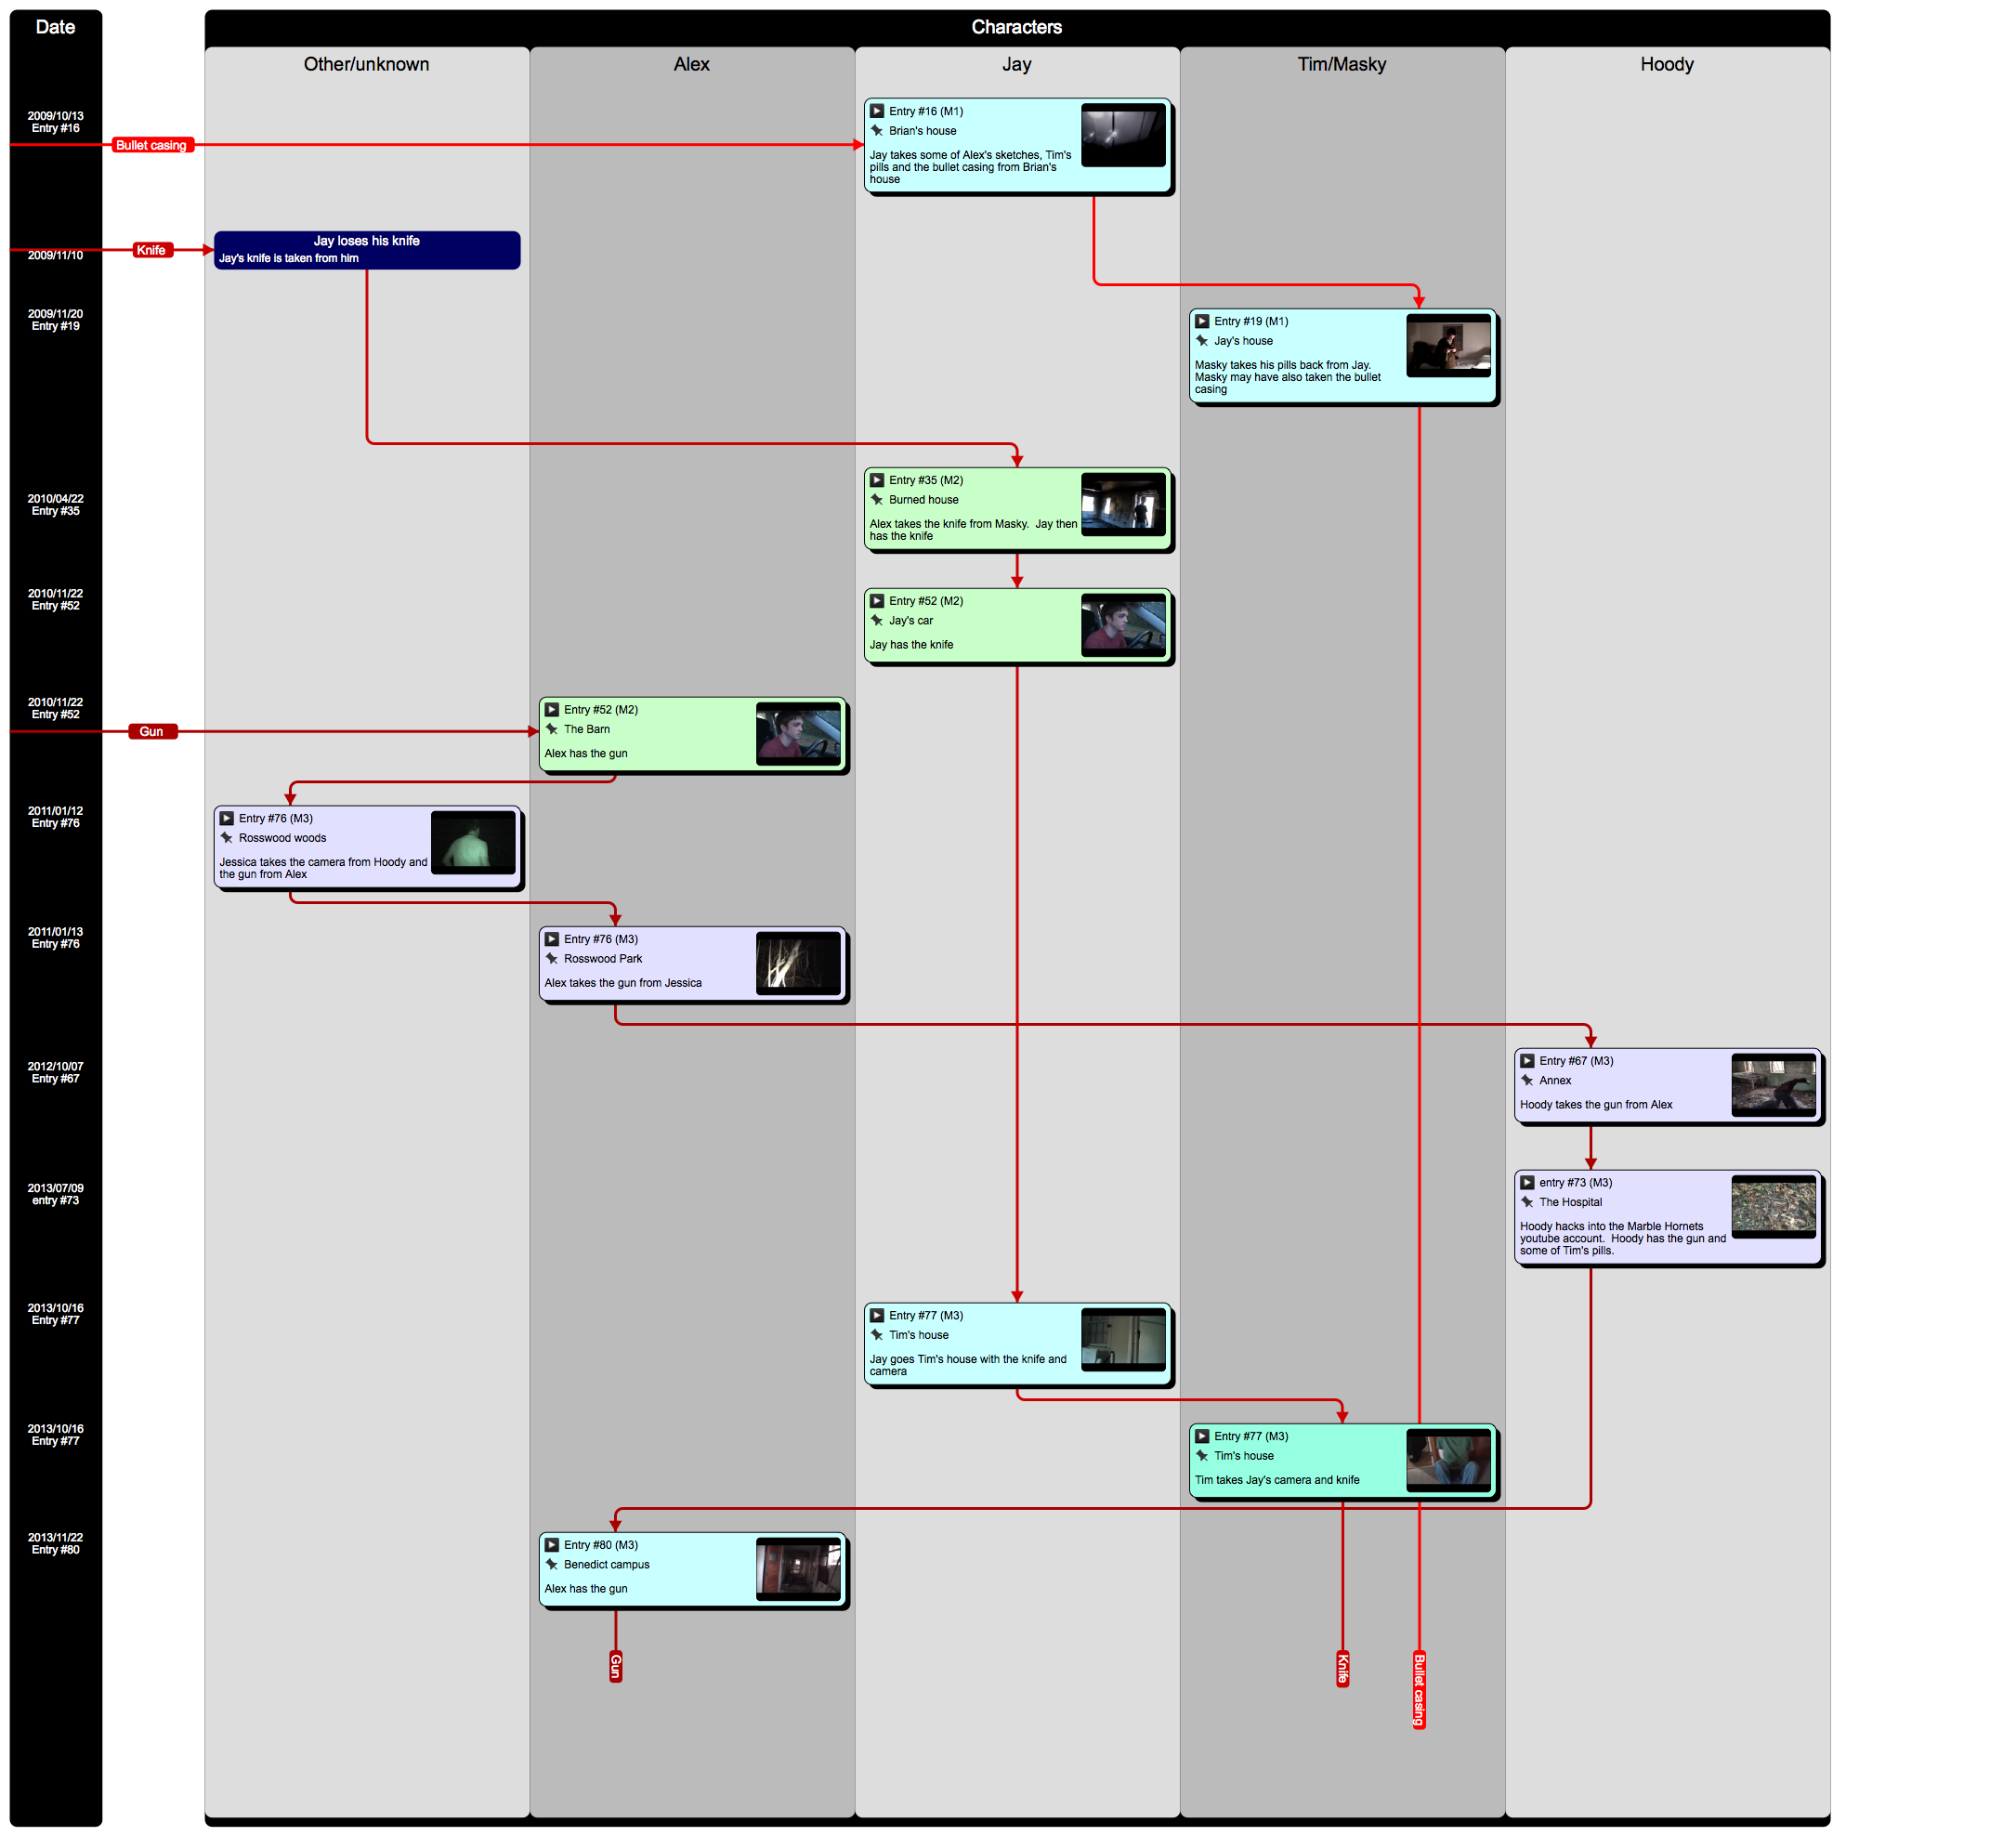 Date
Characters
Other/unknown
Alex
Jay
Tim/Masky
Hoody
2009/10/13
Entry #16
Bullet casing
Entry #16 (M1)
Brian's house
Jay takes some of Alex's sketches, Tim's
pills and the bullet casing from Brian's
house
2009/11/10
Knife
Jay loses his knife
Jay's knife is taken from him
2009/11/20
Entry #19
Entry #19 (M1)
Jay's house
Masky takes his pills back from Jay.
Masky may have also taken the bullet
casing
2010/04/22
Entry #35
Entry #35 (M2)
Burned house
Alex takes the knife from Masky.  Jay then
has the knife
2010/11/22
Entry #52
Entry #52 (M2)
Jay's car
Jay has the knife
2010/11/22
Entry #52
Gun
Entry #52 (M2)
The Barn
Alex has the gun
2011/01/12
Entry #76
Entry #76 (M3)
Rosswood woods
Jessica takes the camera from Hoody and
the gun from Alex
2011/01/13
Entry #76
Entry #76 (M3)
Rosswood Park
Alex takes the gun from Jessica
2012/10/07
Entry #67
Entry #67 (M3)
Annex
Hoody takes the gun from Alex
2013/07/09
entry #73
entry #73 (M3)
The Hospital
Hoody hacks into the Marble Hornets
youtube account.  Hoody has the gun and
some of Tim's pills.
2013/10/16
Entry #77
Entry #77 (M3)
Tim's house
Jay goes Tim's house with the knife and
camera
2013/10/16
Entry #77
Entry #77 (M3)
Tim's house
Tim takes Jay's camera and knife
2013/11/22
Entry #80
Entry #80 (M3)
Benedict campus
Alex has the gun
Gun
Knife
Bullet casing